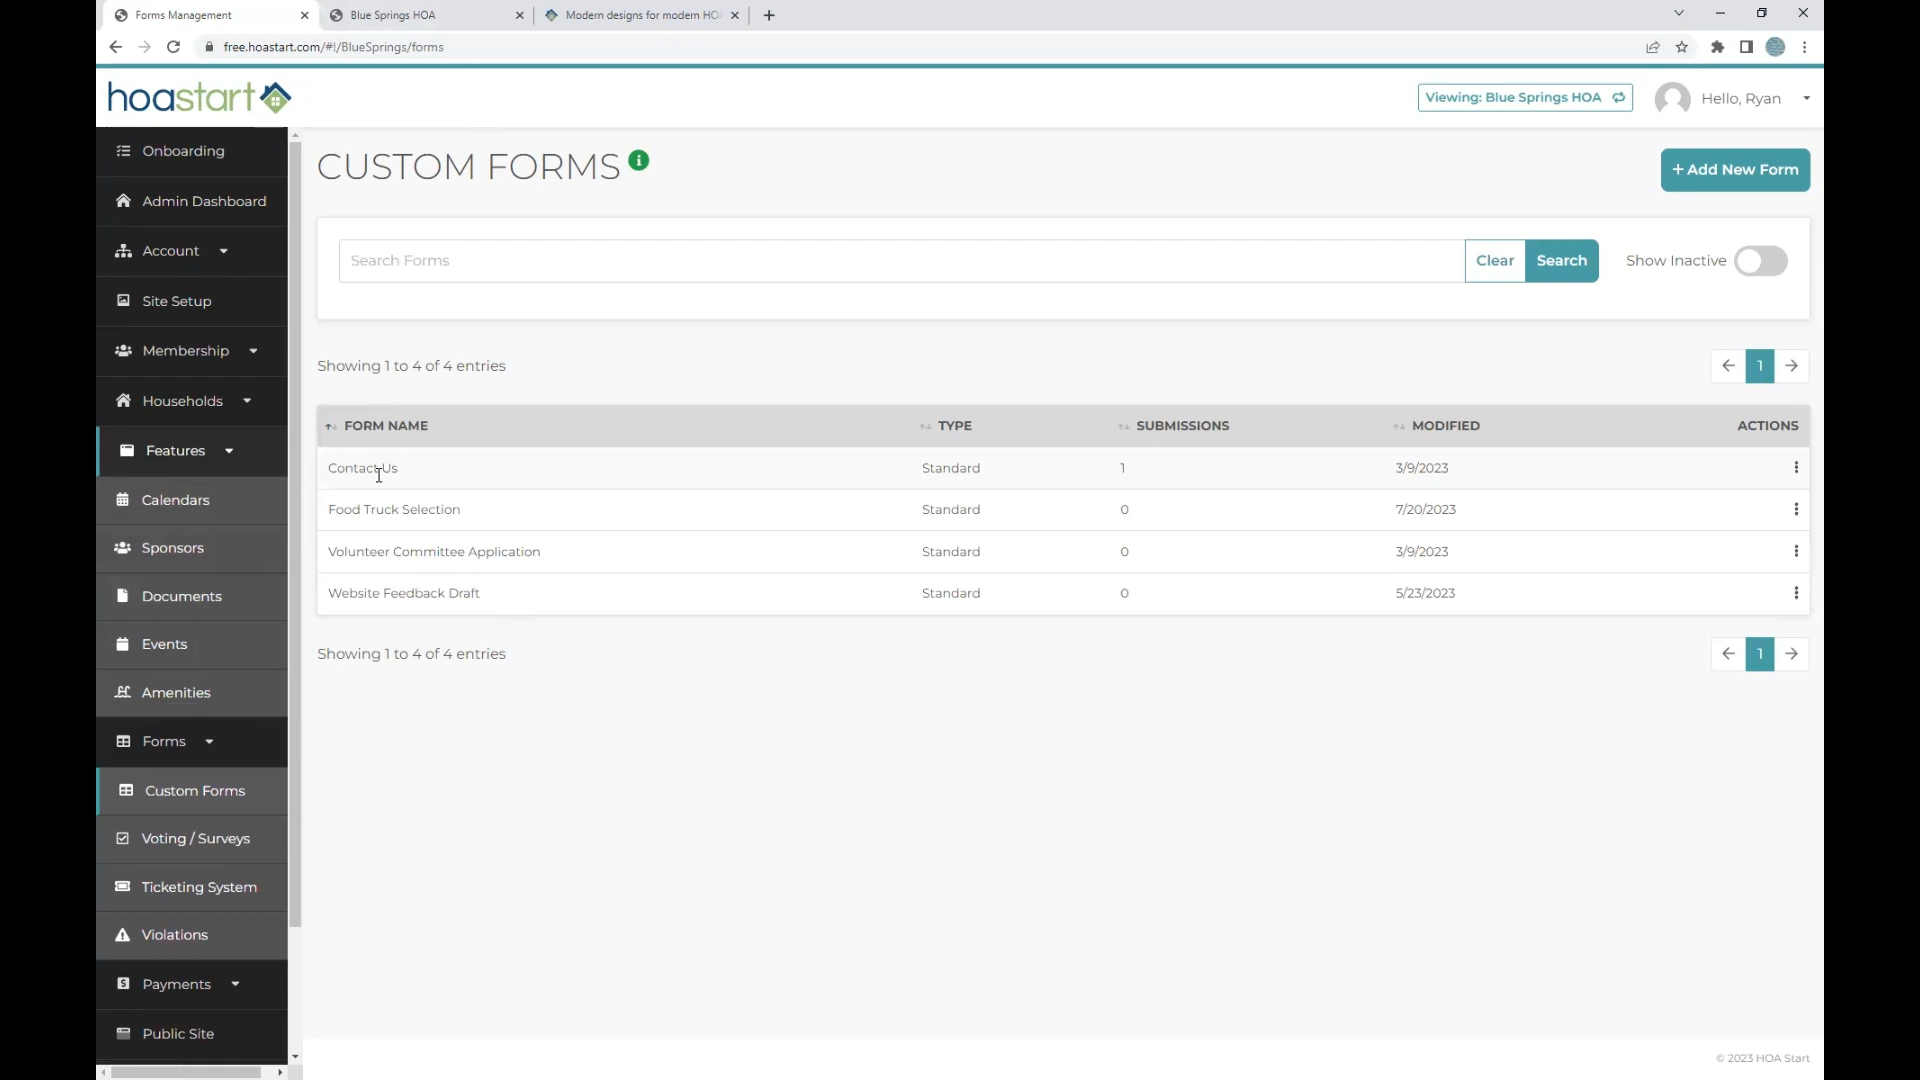 Forms Management
Blue Springs HOA
Modern designs for modern HO
free.hoastart.com/#!/BlueSprings/forms
hoastart
Viewing: Blue Springs HOA
Hello, Ryan
Onboarding
Admin Dashboard
Account
Site Setup
Membership
Households
Features
Calendars
Sponsors
Documents
Events
Amenities
Forms
Custom Forms
Voting / Surveys
Ticketing System
Violations
Payments
Public Site
CUSTOM FORMS
+ Add New Form
Search Forms
Clear
Search
Show Inactive
Showing 1 to 4 of 4 entries
1
FORM NAME TYPE SUBMISSIONS MODIFIED ACTIONS
Contact Us Standard 1 3/9/2023
Food Truck Selection Standard 0 7/20/2023
Volunteer Committee Application Standard 0 3/9/2023
Website Feedback Draft Standard 0 5/23/2023
Showing 1 to 4 of 4 entries
1
© 2023 HOA Start